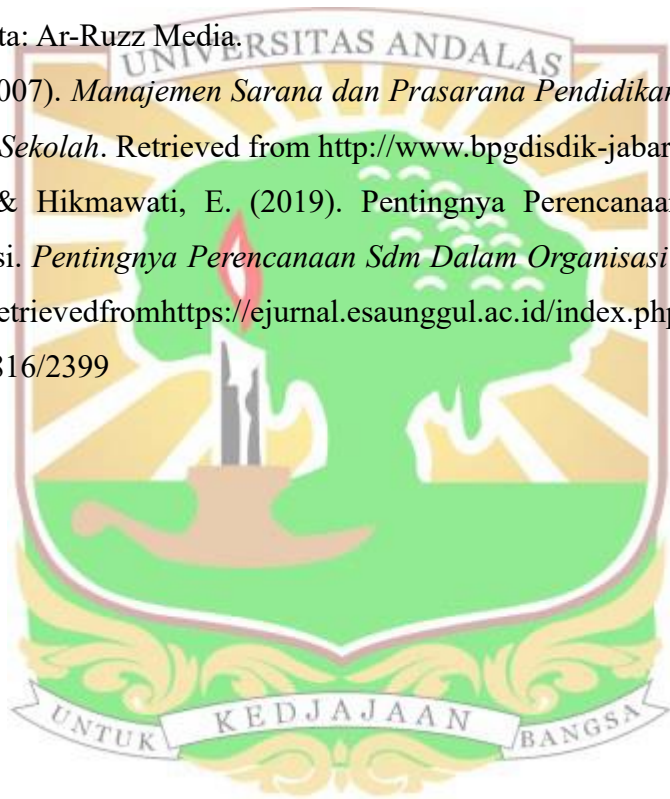 ta: Ar-Ruzz Media.
UNIVERSITAS ANDALAS
007). Manajemen Sarana dan Prasarana Pendidikan
Sekolah. Retrieved from http://www.bpgdisdik-jabar
& Hikmawati, E. (2019). Pentingnya Perencanaan
si. Pentingnya Perencanaan Sdm Dalam Organisasi
etrievedfromhttps://ejurnal.esaunggul.ac.id/index.php
816/2399
UNTUK KEDJAJAAN BANGSA